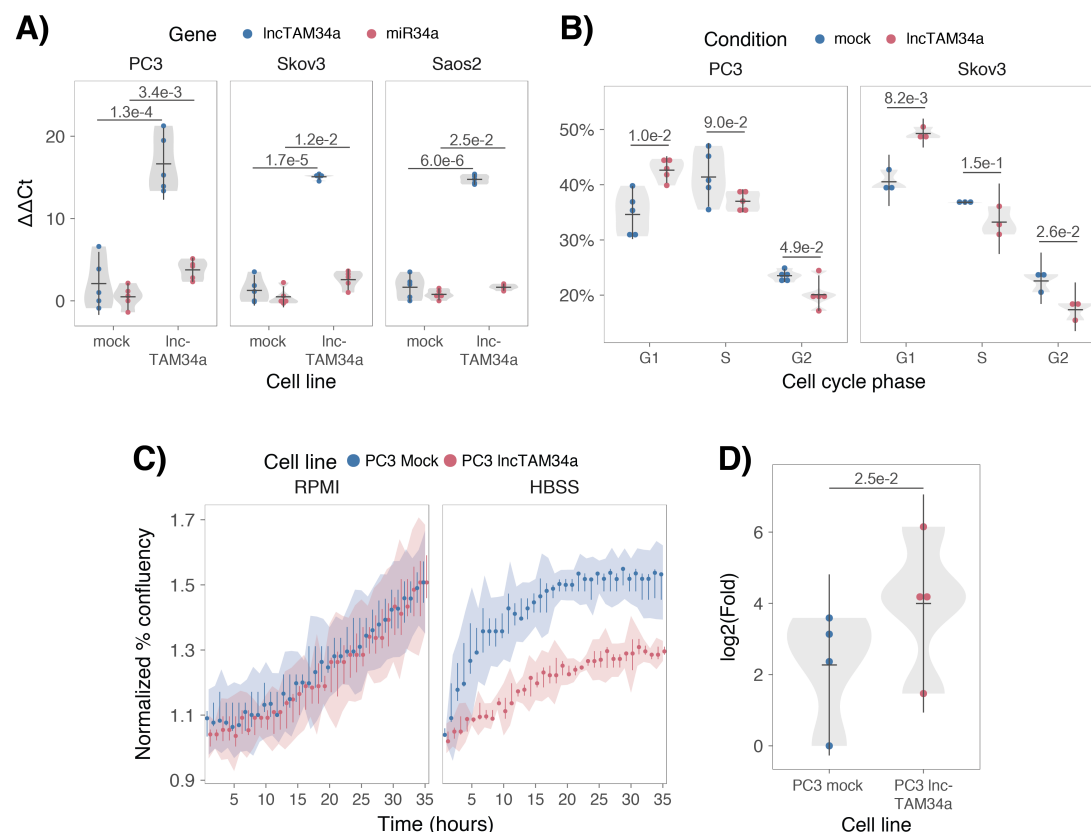 A)
Gene lncTAM34a miR34a
PC3 Skov3 Saos2
3.4e-3
1.3e-4
1.2e-2
1.7e-5
2.5e-2
6.0e-6
ΔΔCt
20
10
0
mock lnc-TAM34a mock lnc-TAM34a mock lnc-TAM34a
Cell line
B)
Condition mock lncTAM34a
PC3 Skov3
1.0e-2
9.0e-2
4.9e-2
8.2e-3
1.5e-1
2.6e-2
50%
40%
30%
20%
G1 S G2 G1 S G2
Cell cycle phase
C)
Cell line PC3 Mock PC3 lncTAM34a
RPMI HBSS
Normalized % confluency
1.7
1.5
1.3
1.1
0.9
5 10 15 20 25 30 35 5 10 15 20 25 30 35
Time (hours)
D)
2.5e-2
log2(Fold)
6
4
2
0
PC3 mock PC3 lnc-
TAM34a
Cell line